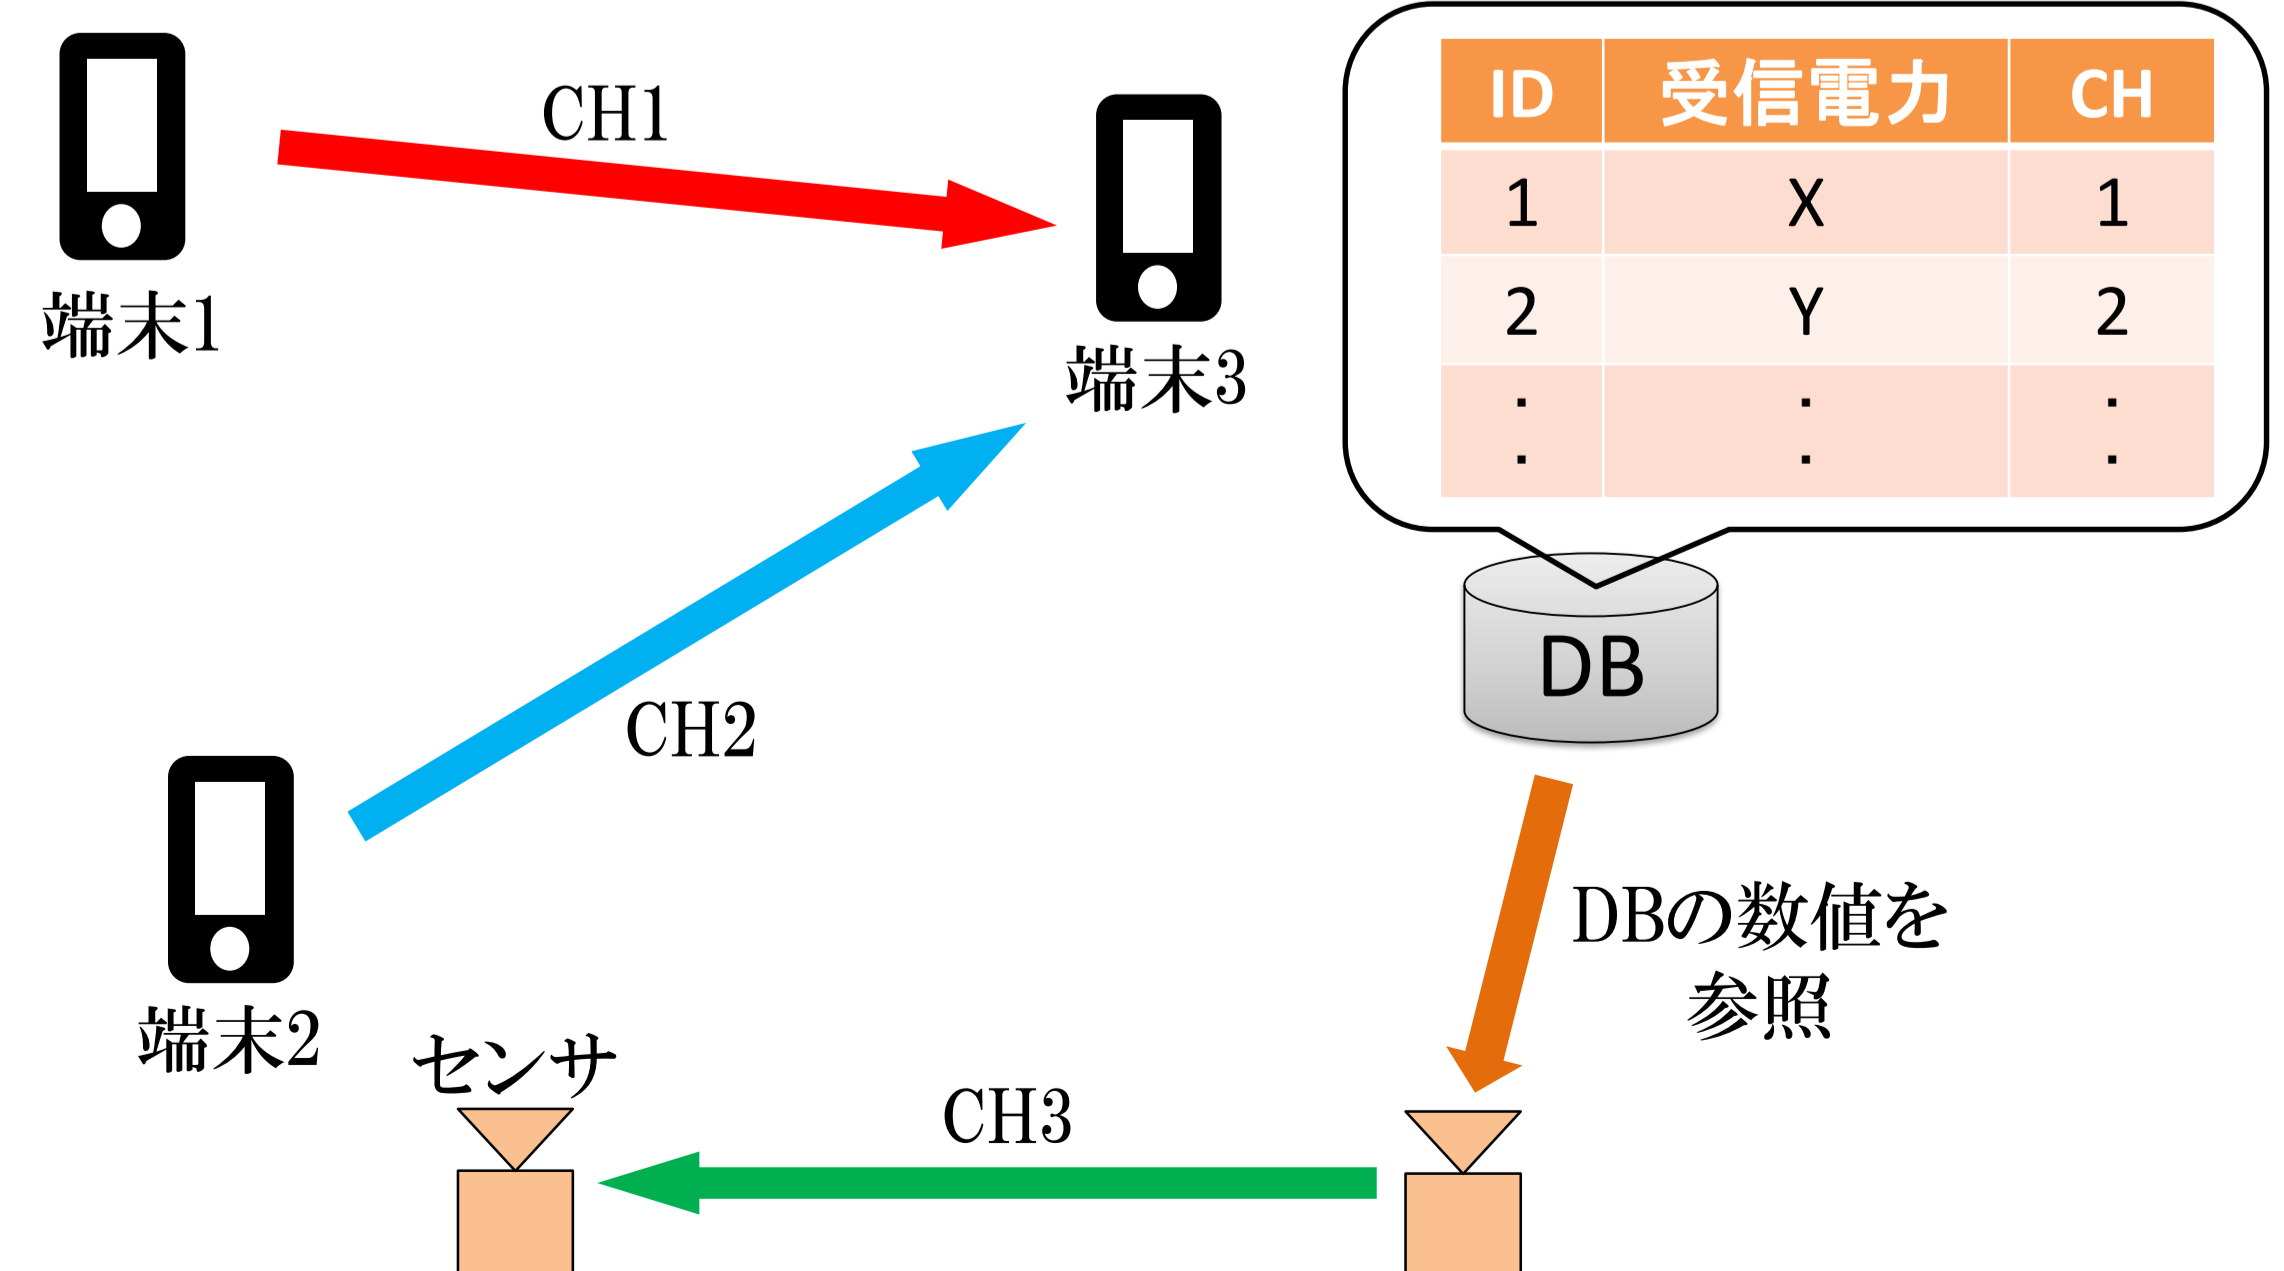 CH1
端末1
端末3
ID 受信電力 CH
1 X 1
2 Y 2
: : :
DB
CH2
端末2
DBの数値を
参照
センサ
CH3